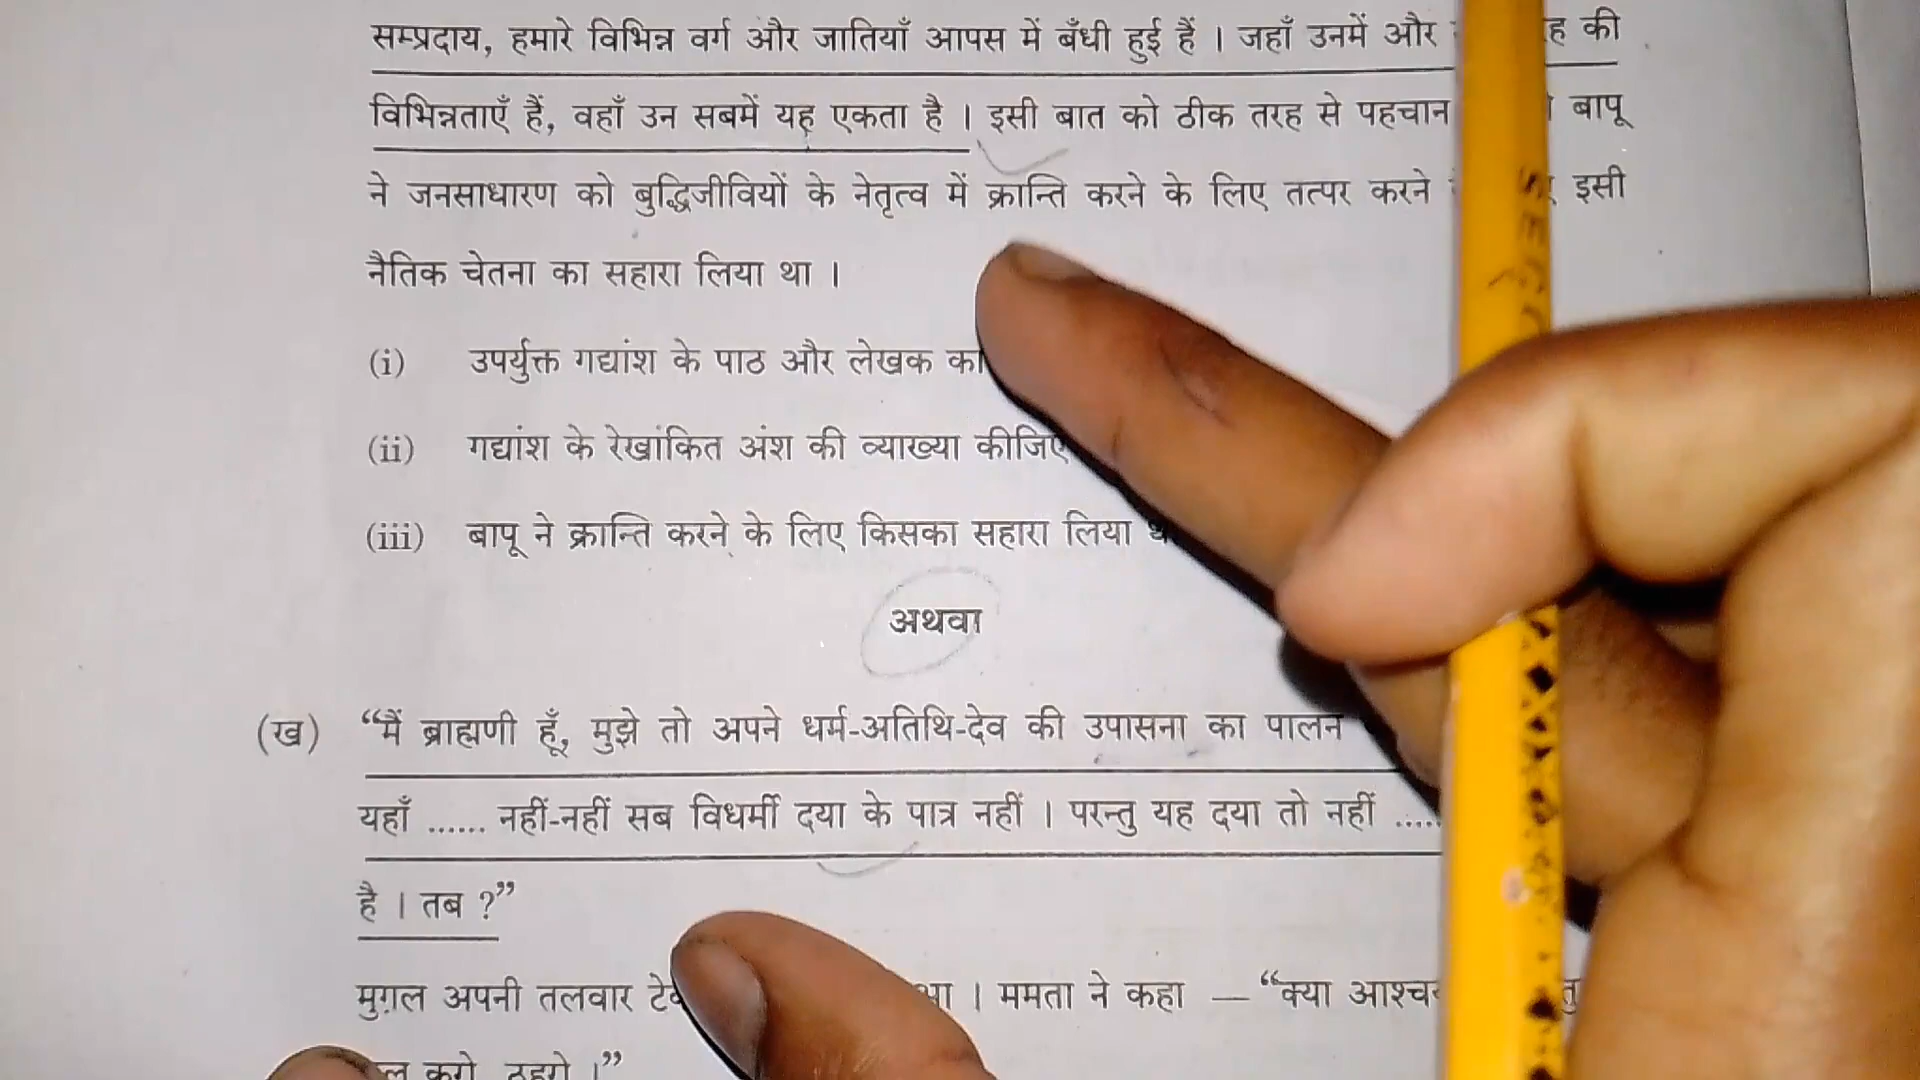 सम्प्रदाय, हमारे विभिन्न वर्ग और जातियाँ आपस में बँधी हुई हैं । जहाँ उनमें और की
विभिन्नताएँ हैं, वहाँ उन सबमें यह एकता है । इसी बात को ठीक तरह से पहचान बापू
ने जनसाधारण को बुद्धिजीवियों के नेतृत्व में क्रान्ति करने के लिए तत्पर करने इसी
नैतिक चेतना का सहारा लिया था ।
(i) उपर्युक्त गद्यांश के पाठ और लेखक का
(ii) गद्यांश के रेखांकित अंश की व्याख्या कीजिए
(iii) बापू ने क्रान्ति करने के लिए किसका सहारा लिया
अथवा
(ख) “मैं ब्राह्मणी हूँ, मुझे तो अपने धर्म-अतिथि-देव की उपासना का पालन
यहाँ ...... नहीं-नहीं सब विधर्मी दया के पात्र नहीं । परन्तु यह दया तो नहीं .....
है । तब ?”
मुग़ल अपनी तलवार । ममता ने कहा — “क्या